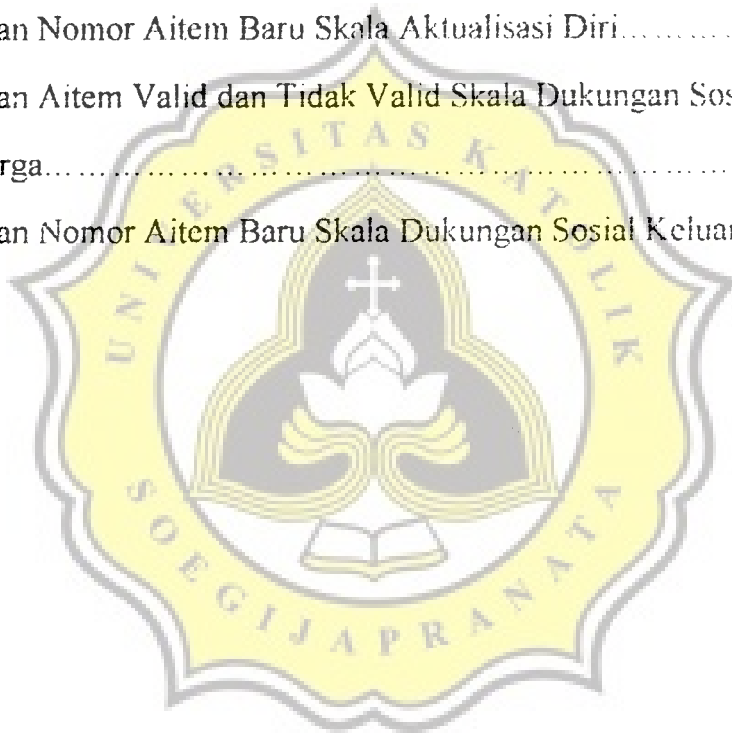 an Nomor Aitem Baru Skala Aktualisasi Diri..........
an Aitem Valid dan Tidak Valid Skala Dukungan Sos
rga............................................................
an Nomor Aitem Baru Skala Dukungan Sosial Keluar
UNIVERSITAS KATOLIK
SOEGIJAPRANATA